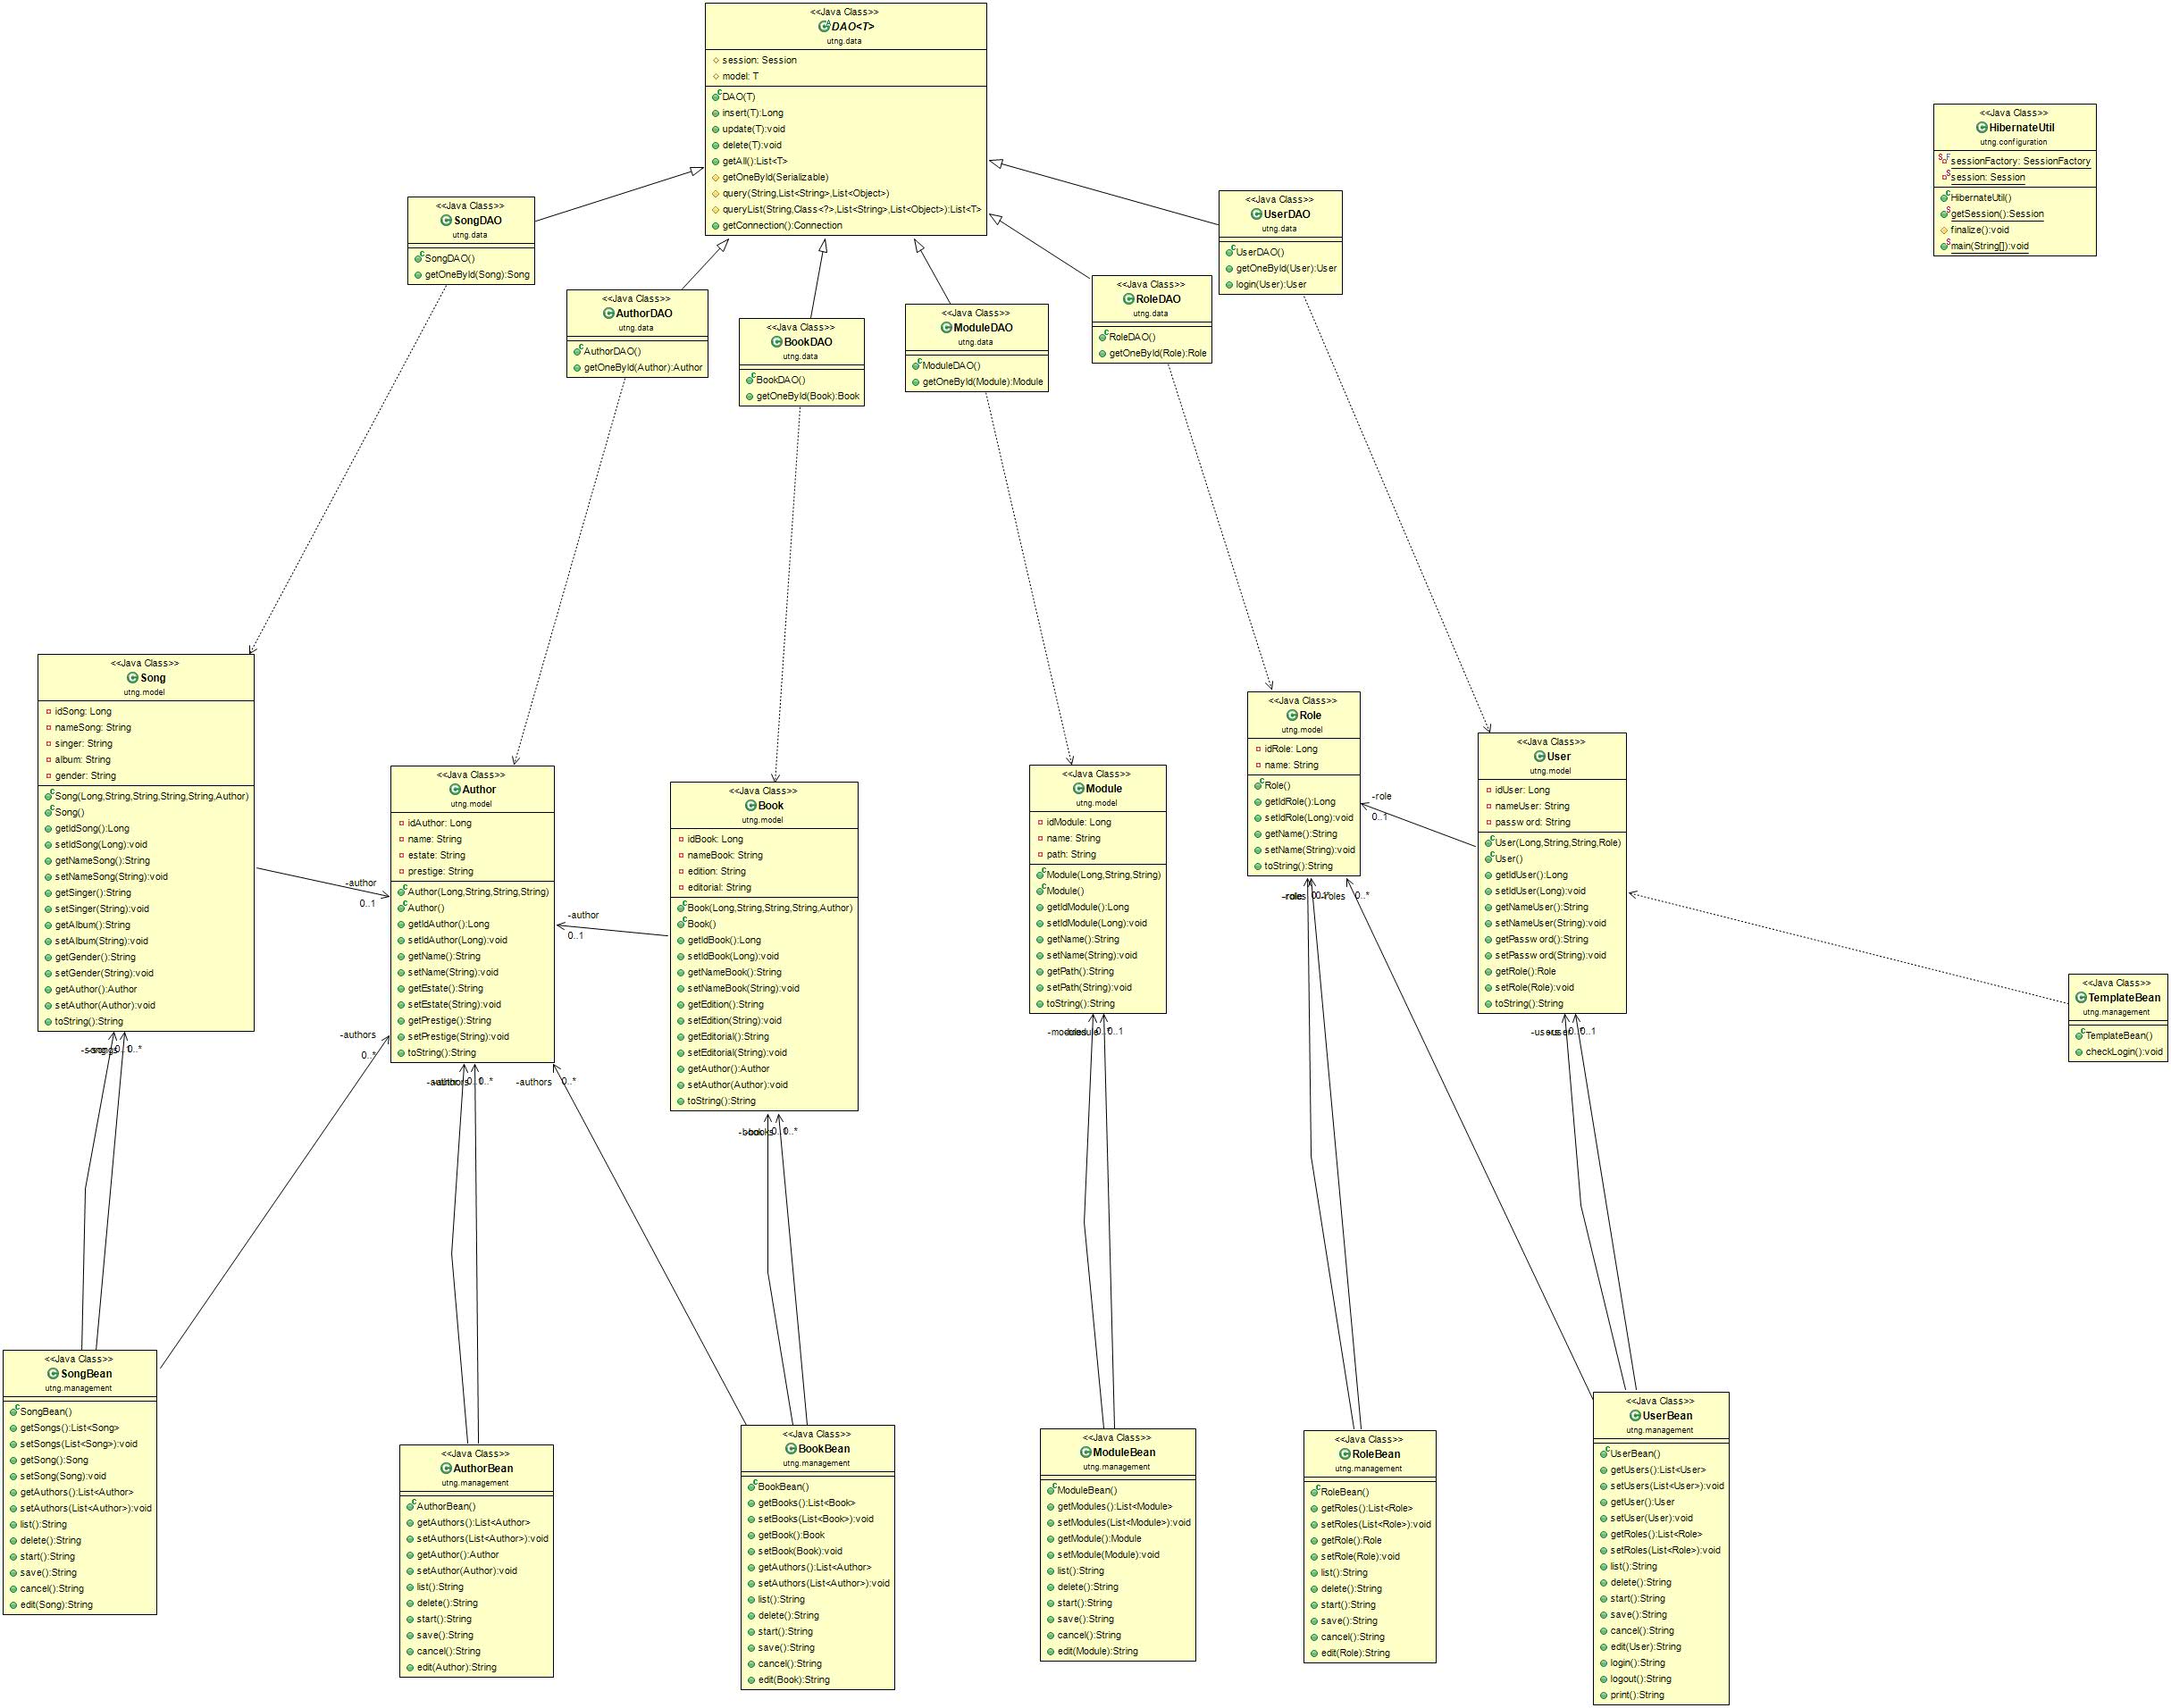 <<Java Class>>
DAO<T>
utng.data
session: Session
model: T
DAO(T)
insert(T):Long
update(T):void
delete(T):void
getAll():List<T>
getOneById(Serializable)
query(String,List<String>,List<Object>)
queryList(String,Class<?>,List<String>,List<Object>):List<T>
getConnection():Connection
<<Java Class>>
HibernateUtil
utng.configuration
sessionFactory: SessionFactory
session: Session
HibernateUtil()
getSession():Session
finalize():void
main(String[]):void
<<Java Class>>
SongDAO
utng.data
SongDAO()
getOneById(Song):Song
<<Java Class>>
AuthorDAO
utng.data
AuthorDAO()
getOneById(Author):Author
<<Java Class>>
BookDAO
utng.data
BookDAO()
getOneById(Book):Book
<<Java Class>>
ModuleDAO
utng.data
ModuleDAO()
getOneById(Module):Module
<<Java Class>>
RoleDAO
utng.data
RoleDAO()
getOneById(Role):Role
<<Java Class>>
UserDAO
utng.data
UserDAO()
getOneById(User):User
login(User):User
<<Java Class>>
Song
utng.model
idSong: Long
nameSong: String
singer: String
album: String
gender: String
Song(Long,String,String,String,String,Author)
Song()
getIdSong():Long
setIdSong(Long):void
getNameSong():String
setNameSong(String):void
getSinger():String
setSinger(String):void
getAlbum():String
setAlbum(String):void
getGender():String
setGender(String):void
getAuthor():Author
setAuthor(Author):void
toString():String
-author
0..1
<<Java Class>>
Author
utng.model
idAuthor: Long
name: String
estate: String
prestige: String
Author(Long,String,String,String)
Author()
getIdAuthor():Long
setIdAuthor(Long):void
getName():String
setName(String):void
getEstate():String
setEstate(String):void
getPrestige():String
setPrestige(String):void
toString():String
-author
0..1
<<Java Class>>
Book
utng.model
idBook: Long
nameBook: String
edition: String
editorial: String
Book(Long,String,String,String,Author)
Book()
getIdBook():Long
setIdBook(Long):void
getNameBook():String
setNameBook(String):void
getEdition():String
setEdition(String):void
getEditorial():String
setEditorial(String):void
getAuthor():Author
setAuthor(Author):void
toString():String
<<Java Class>>
Module
utng.model
idModule: Long
name: String
path: String
Module(Long,String,String)
Module()
getIdModule():Long
setIdModule(Long):void
getName():String
setName(String):void
getPath():String
setPath(String):void
toString():String
<<Java Class>>
Role
utng.model
idRole: Long
name: String
Role()
getIdRole():Long
setIdRole(Long):void
getName():String
setName(String):void
toString():String
-role
0..1
<<Java Class>>
User
utng.model
idUser: Long
nameUser: String
password: String
User(Long,String,String,Role)
User()
getIdUser():Long
setIdUser(Long):void
getNameUser():String
setNameUser(String):void
getPassword():String
setPassword(String):void
getRole():Role
setRole(Role):void
toString():String
<<Java Class>>
TemplateBean
utng.management
TemplateBean()
checkLogin():void
-authors
0..*
0..*
0..*
-authors 0..*
0..*
0..1
0..*
0..1
<<Java Class>>
SongBean
utng.management
SongBean()
getSongs():List<Song>
setSongs(List<Song>):void
getSong():Song
setSong(Song):void
getAuthors():List<Author>
setAuthors(List<Author>):void
list():String
delete():String
start():String
save():String
cancel():String
edit(Song):String
<<Java Class>>
AuthorBean
utng.management
AuthorBean()
getAuthors():List<Author>
setAuthors(List<Author>):void
getAuthor():Author
setAuthor(Author):void
list():String
delete():String
start():String
save():String
cancel():String
edit(Author):String
<<Java Class>>
BookBean
utng.management
BookBean()
getBooks():List<Book>
setBooks(List<Book>):void
getBook():Book
setBook(Book):void
getAuthors():List<Author>
setAuthors(List<Author>):void
list():String
delete():String
start():String
save():String
cancel():String
edit(Book):String
<<Java Class>>
ModuleBean
utng.management
ModuleBean()
getModules():List<Module>
setModules(List<Module>):void
getModule():Module
setModule(Module):void
list():String
delete():String
start():String
save():String
cancel():String
edit(Module):String
<<Java Class>>
RoleBean
utng.management
RoleBean()
getRoles():List<Role>
setRoles(List<Role>):void
getRole():Role
setRole(Role):void
list():String
delete():String
start():String
save():String
cancel():String
edit(Role):String
<<Java Class>>
UserBean
utng.management
UserBean()
getUsers():List<User>
setUsers(List<User>):void
getUser():User
setUser(User):void
getRoles():List<Role>
setRoles(List<Role>):void
list():String
delete():String
start():String
save():String
cancel():String
edit(User):String
login():String
logout():String
print():String